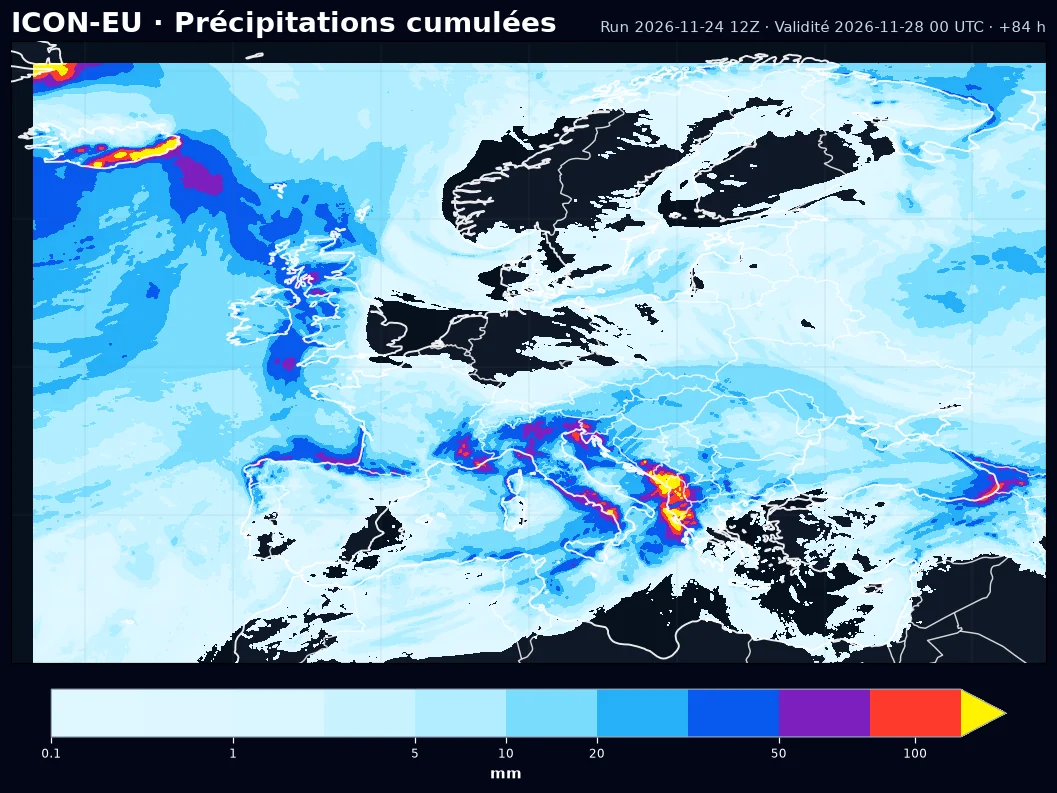 ICON-EU · Précipitations cumulées
Run 2026-11-24 12Z · Validité 2026-11-28 00 UTC · +84 h
0.1 1 5 10 20 50 100
mm